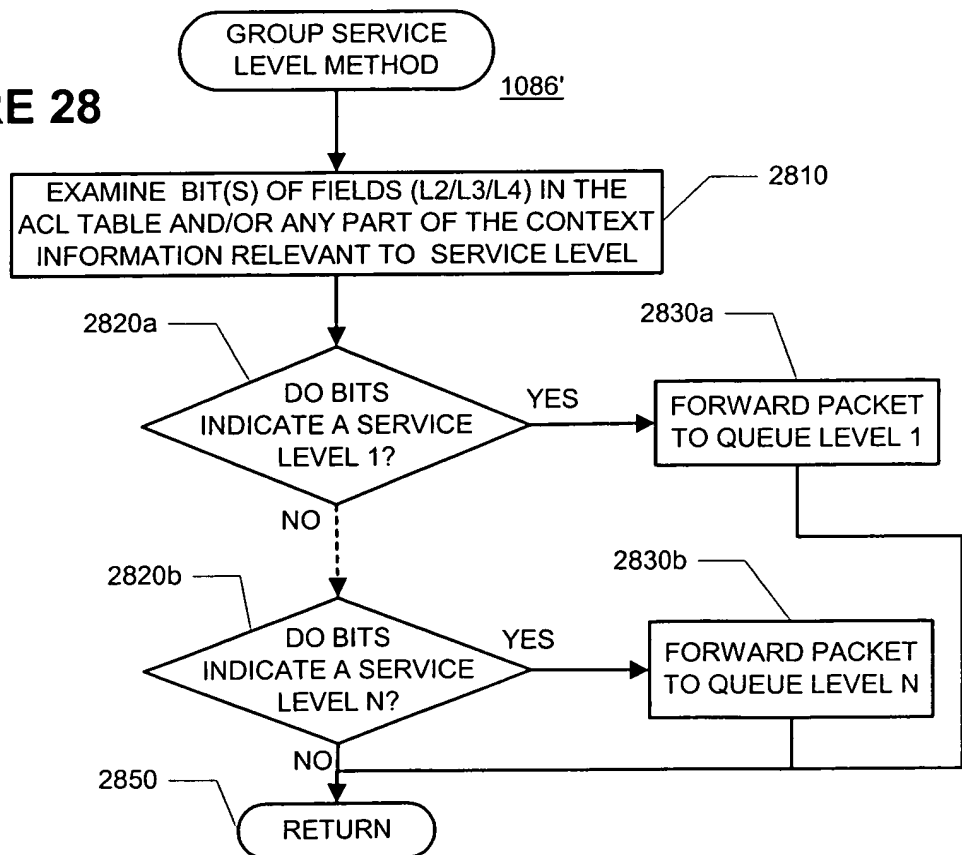 GROUP SERVICE
LEVEL METHOD
1086'
RE 28
EXAMINE BIT(S) OF FIELDS (L2/L3/L4) IN THE
ACL TABLE AND/OR ANY PART OF THE CONTEXT
INFORMATION RELEVANT TO SERVICE LEVEL
2810
2820a
DO BITS
INDICATE A SERVICE
LEVEL 1?
YES
2830a
FORWARD PACKET
TO QUEUE LEVEL 1
NO
2820b
DO BITS
INDICATE A SERVICE
LEVEL N?
YES
2830b
FORWARD PACKET
TO QUEUE LEVEL N
NO
2850
RETURN